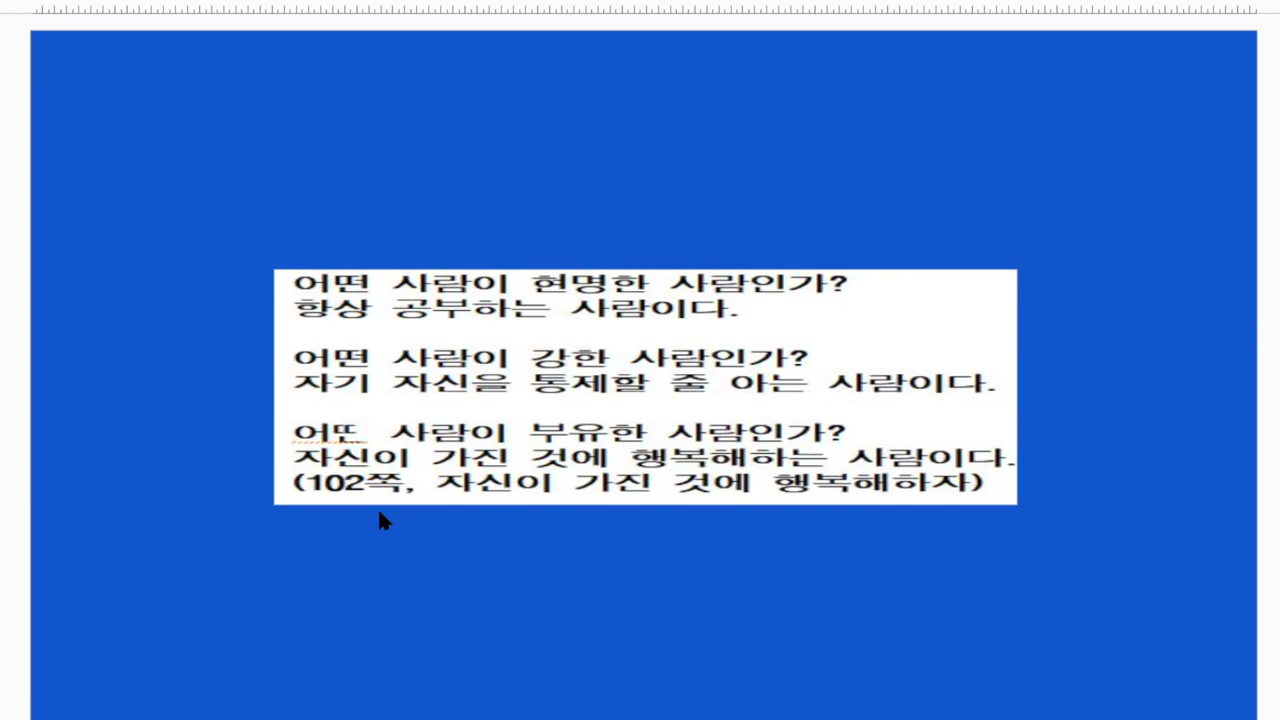 어떤 사람이 현명한 사람인가?
항상 공부하는 사람이다.
어떤 사람이 강한 사람인가?
자기 자신을 통제할 줄 아는 사람이다.
어뜬 사람이 부유한 사람인가?
자신이 가진 것에 행복해하는 사람이다.
(102쪽, 자신이 가진 것에 행복해하자)